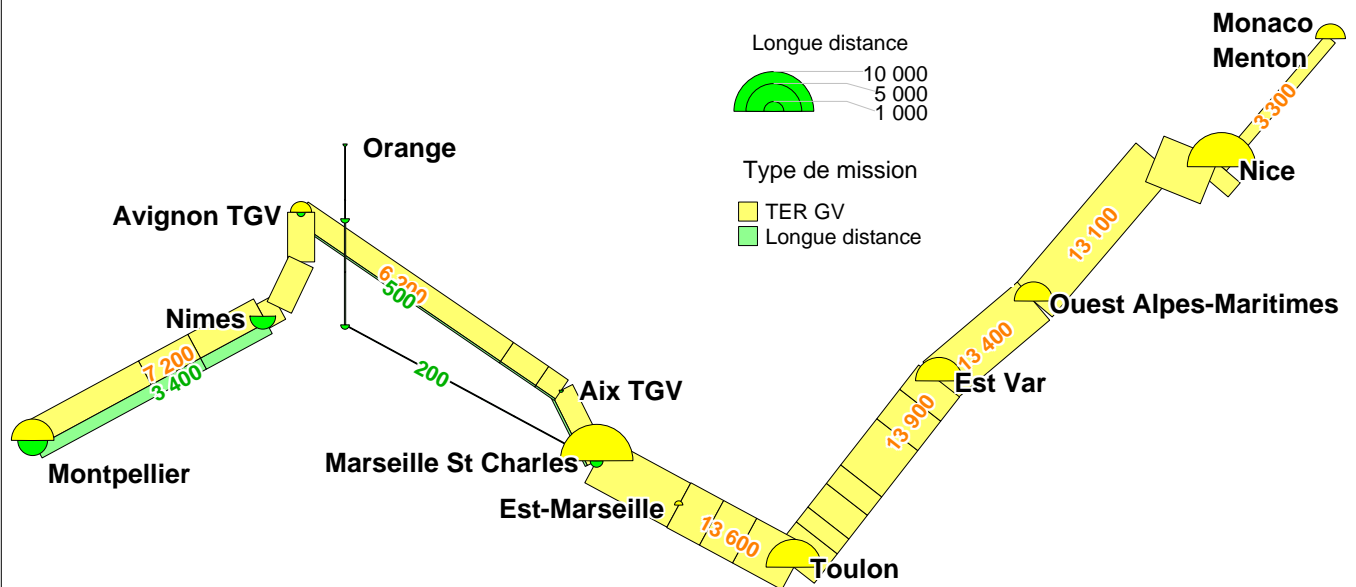 Monaco
Menton
Longue distance
10 000
5 000
1 000
3 300
Orange
Type de mission
Nice
Avignon TGV
TER GV
Longue distance
13 100
6 200
500
Ouest Alpes-Maritimes
Nimes
13 400
7 200
3 400
200
Est Var
Aix TGV
13 900
Marseille St Charles
Montpellier
Est-Marseille
13 600
Toulon